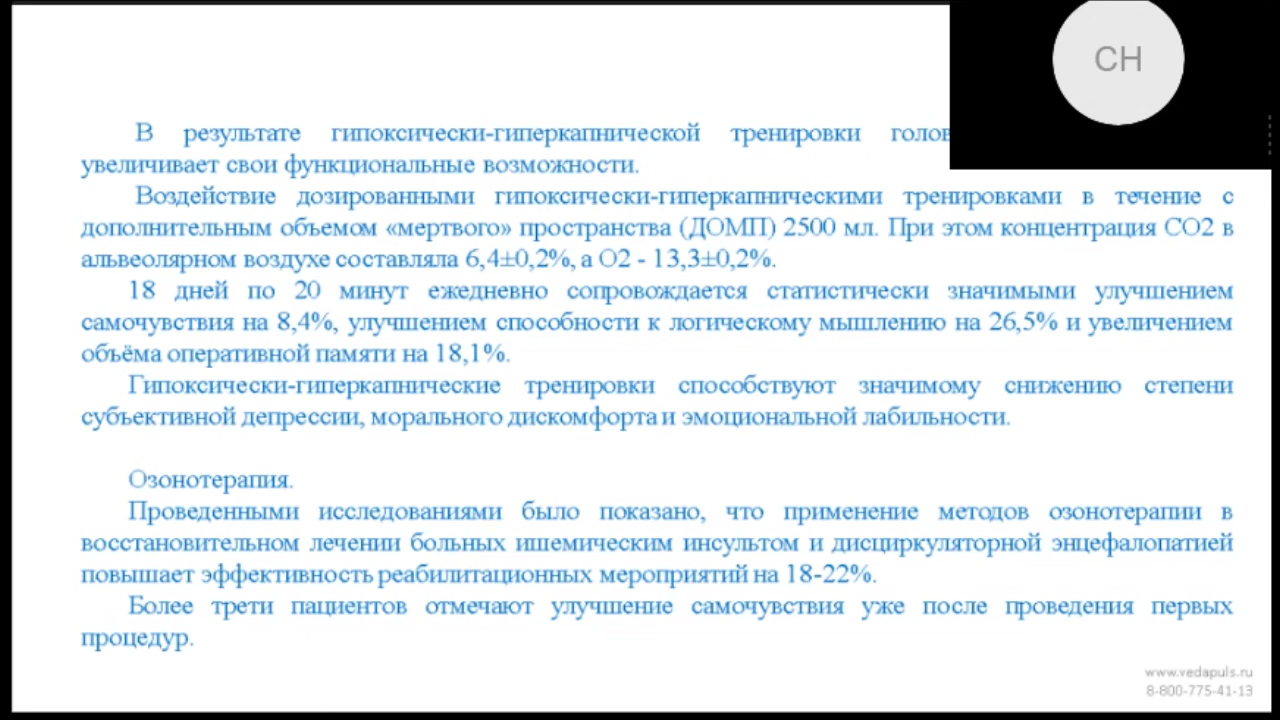 СН
В результате гипоксически-гиперкапнической тренировки
увеличивает свои функциональные возможности.
Воздействие дозированными гипоксически-гиперкапническими тренировками в течение с
дополнительным объемом «мертвого» пространства (ДОМП) 2500 мл. При этом концентрация СО2 в
альвеолярном воздухе составляла 6,4±0,2%, а О2 - 13,3±0,2%.
18 дней по 20 минут ежедневно сопровождается статистически значимыми улучшением
самочувствия на 8,4%, улучшением способности к логическому мышлению на 26,5% и увеличением
объёма оперативной памяти на 18,1%.
Гипоксически-гиперкапнические тренировки способствуют значимому снижению степени
субъективной депрессии, морального дискомфорта и эмоциональной лабильности.
Озонотерапия.
Проведенными исследованиями было показано, что применение методов озонотерапии в
восстановительном лечении больных ишемическим инсультом и дисциркуляторной энцефалопатией
повышает эффективность реабилитационных мероприятий на 18-22%.
Более трети пациентов отмечают улучшение самочувствия уже после проведения первых
процедур.
www.vedapuls.ru
8-800-775-41-13